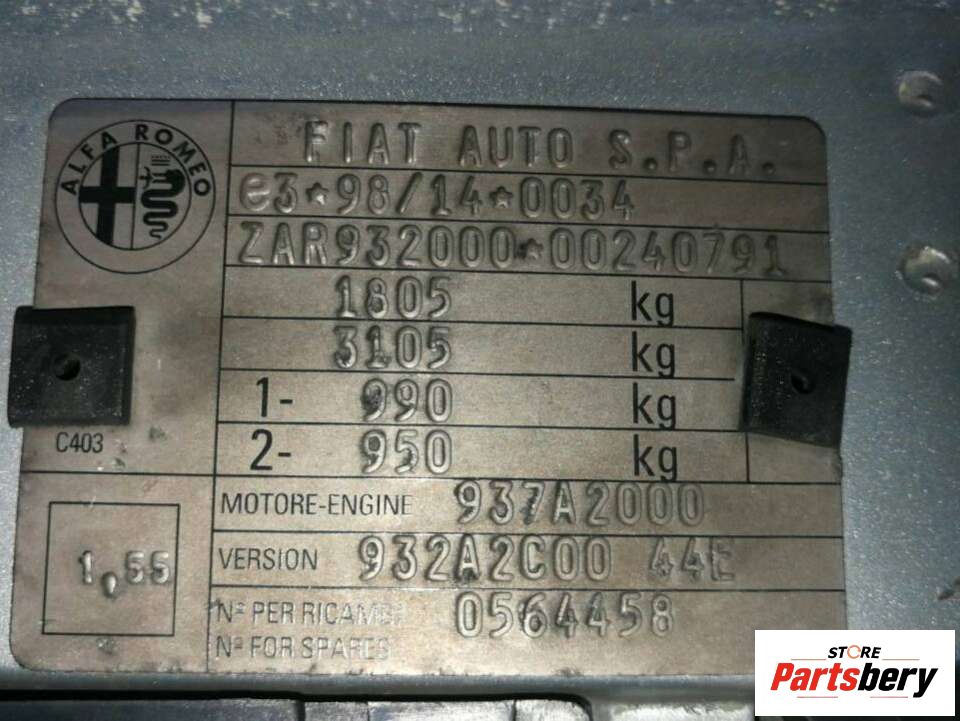 ALFA ROMEO
FIAT AUTO S.P.A.
e3*98/14*0034
ZAR932000*00240791
1805 kg
3105 kg
1- 990 kg
2- 950 kg
C403
MOTORE-ENGINE 937A2000
VERSION 932A2C00 44E
1,55
Nº PER RICAMBI 0564458
Nº FOR SPARES
STORE
Partsbery